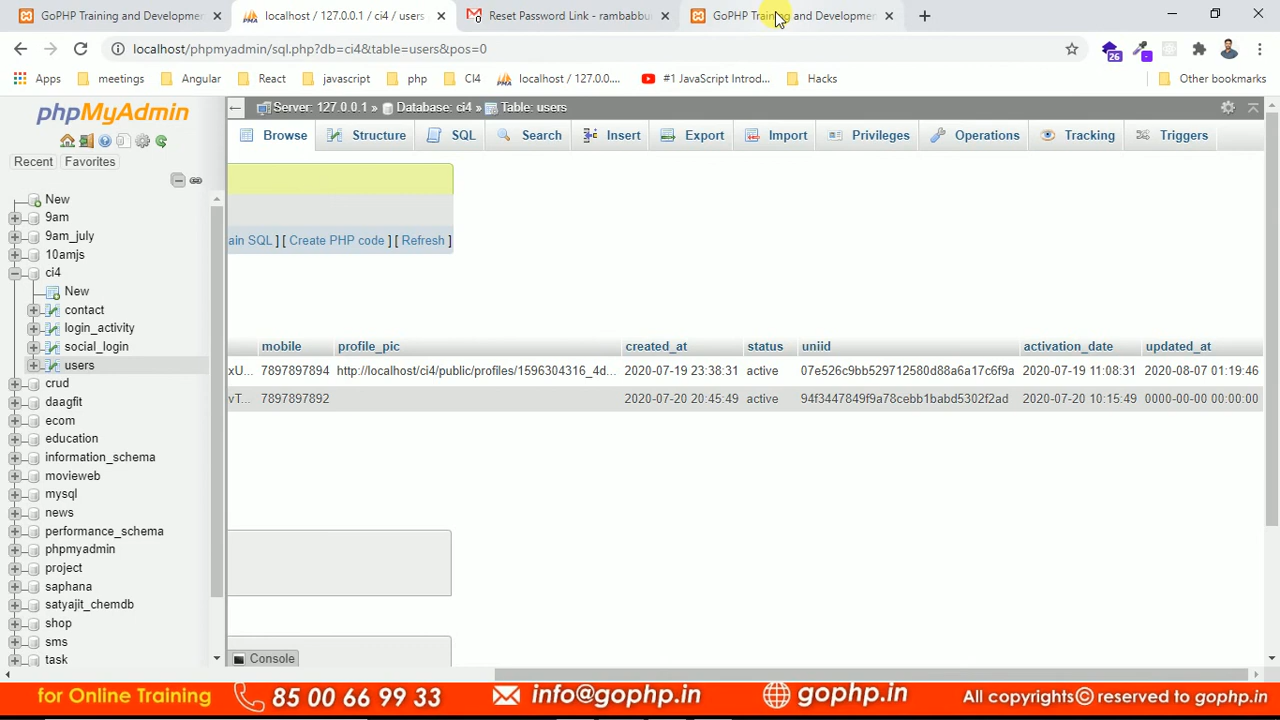 GoPHP Training and Developmen
localhost / 127.0.0.1 / ci4 / users
Reset Password Link - rambabbu
GoPHP Training and Developmen
localhost/phpmyadmin/sql.php?db=ci4&table=users&pos=0
26
Apps
meetings
Angular
React
javascript
php
CI4
localhost / 127.0.0....
#1 JavaScript Introd...
Hacks
Other bookmarks
phpMyAdmin
Server: 127.0.0.1 » Database: ci4 » Table: users
Browse
Structure
SQL
Search
Insert
Export
Import
Privileges
Operations
Tracking
Triggers
Recent
Favorites
New
9am
9am_july
10amjs
ci4
New
contact
login_activity
social_login
users
crud
daagfit
ecom
education
information_schema
movieweb
mysql
news
performance_schema
phpmyadmin
project
saphana
satyajit_chemdb
shop
sms
task
ain SQL ] [ Create PHP code ] [ Refresh ]
mobile profile_pic created_at status uniid activation_date updated_at
xU... 7897897894 http://localhost/ci4/public/profiles/1596304316_4d... 2020-07-19 23:38:31 active 07e526c9bb529712580d88a6a17c6f9a 2020-07-19 11:08:31 2020-08-07 01:19:46
vT... 7897897892 2020-07-20 20:45:49 active 94f3447849f9a78cebb1babd5302f2ad 2020-07-20 10:15:49 0000-00-00 00:00:00
Console
for Online Training 85 00 66 99 33 info@gophp.in gophp.in All copyrights© reserved to gophp.in